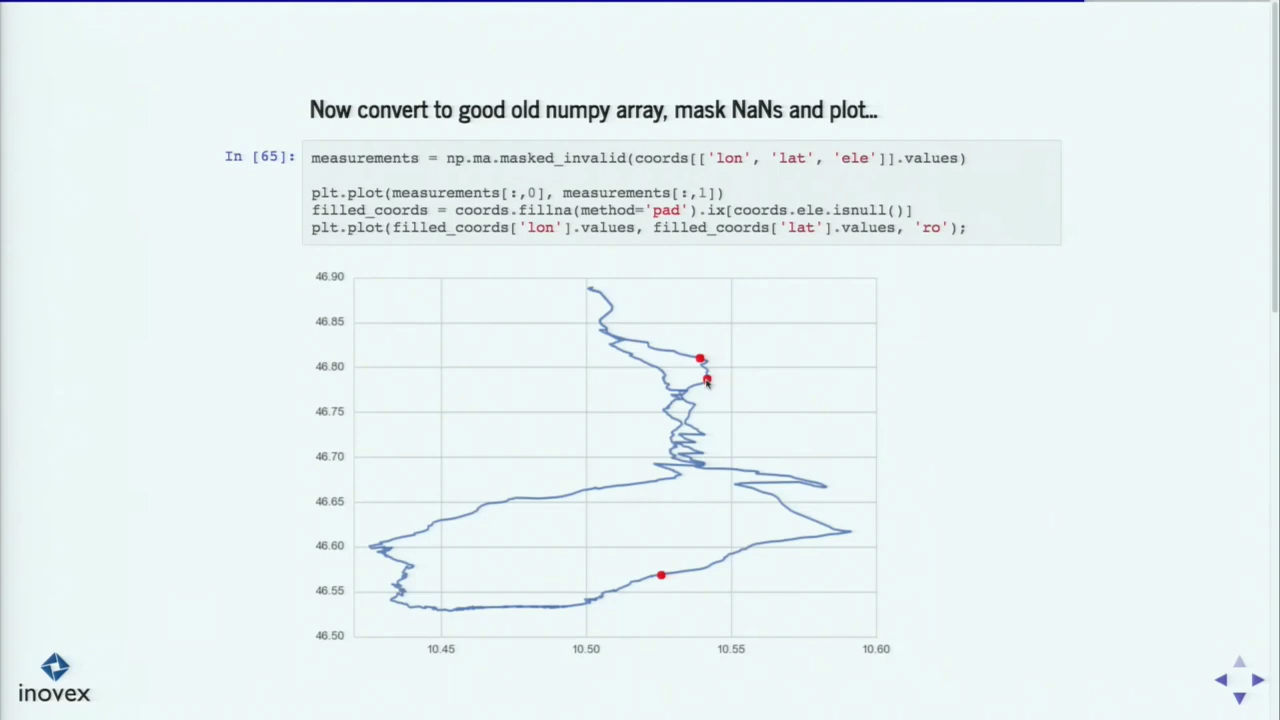 Now convert to good old numpy array, mask NaNs and plot...
In [65]:
measurements = np.ma.masked_invalid(coords[['lon', 'lat', 'ele']].values)
plt.plot(measurements[:,0], measurements[:,1])
filled_coords = coords.fillna(method='pad').ix[coords.ele.isnull()]
plt.plot(filled_coords['lon'].values, filled_coords['lat'].values, 'ro');
46.90
46.85
46.80
46.75
46.70
46.65
46.60
46.55
46.50
10.45 10.50 10.55 10.60
inovex